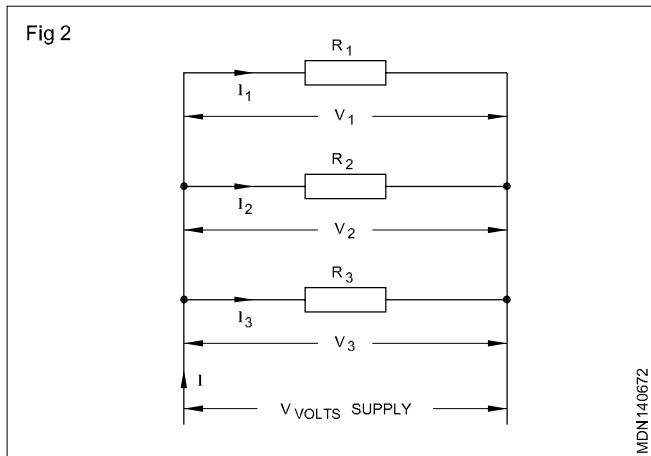 Fig 2
R1
I1
V1
R2
I2
V2
R3
I3
V3
I
V VOLTS SUPPLY
MDN140672